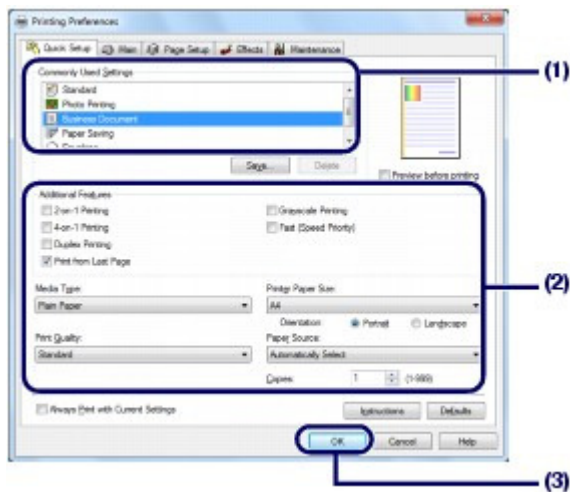 Printing Preferences
Quick Setup Main Page Setup Effects Maintenance
Commonly Used Settings
Standard
Photo Printing
Business Document
Paper Saving
Envelope
Save... Delete
Preview before printing
(1)
Additional Features
2-on-1 Printing Grayscale Printing
4-on-1 Printing Fast (Speed Priority)
Duplex Printing
Print from Last Page
Media Type: Printer Paper Size:
Plain Paper A4
(2)
Orientation: Portrait Landscape
Print Quality: Paper Source:
Standard Automatically Select
Copies: 1 (1-999)
Always Print with Current Settings Instructions Defaults
OK Cancel Help
(3)